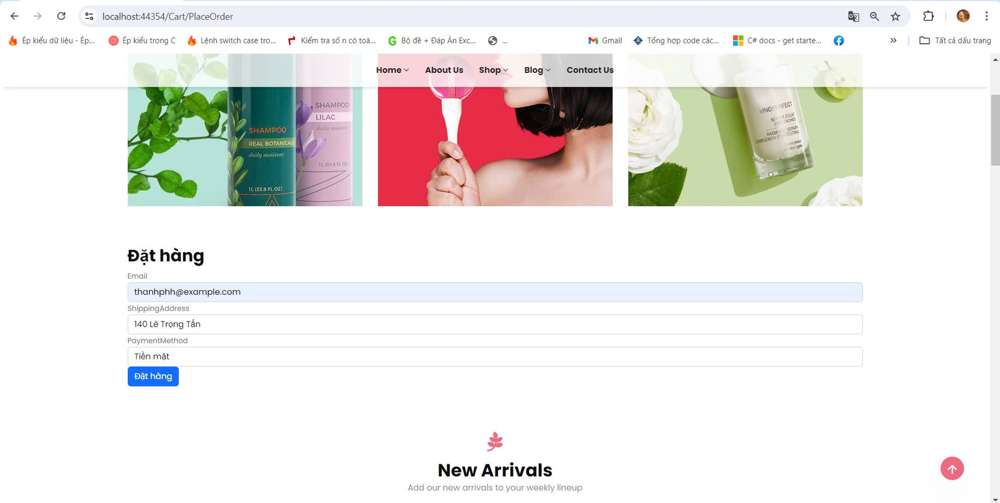 localhost:44354/Cart/PlaceOrder
Ép kiểu dữ liệu - Ép... Ép kiểu trong C Lệnh switch case tro... Kiểm tra số n có toà... Bộ đề + Đáp Án Exc... ... Gmail Tổng hợp code các... C# docs - get starte... Tất cả dấu trang
Home About Us Shop Blog Contact Us
SHAMPOO
LILAC
daily moisture
1L (33.8 FL OZ)
SHAMPOO
REAL BOTANICALS
daily moisture
1L (33.8 FL OZ)
VINOPERFECT
SERUM ÉCLAT
ANTI-TACHES
RADIANCE SERUM
COMPLEXION CORRECTING
Đặt hàng
Email
thanhphh@example.com
ShippingAddress
140 Lê Trọng Tấn
PaymentMethod
Tiền mặt
Đặt hàng
New Arrivals
Add our new arrivals to your weekly lineup